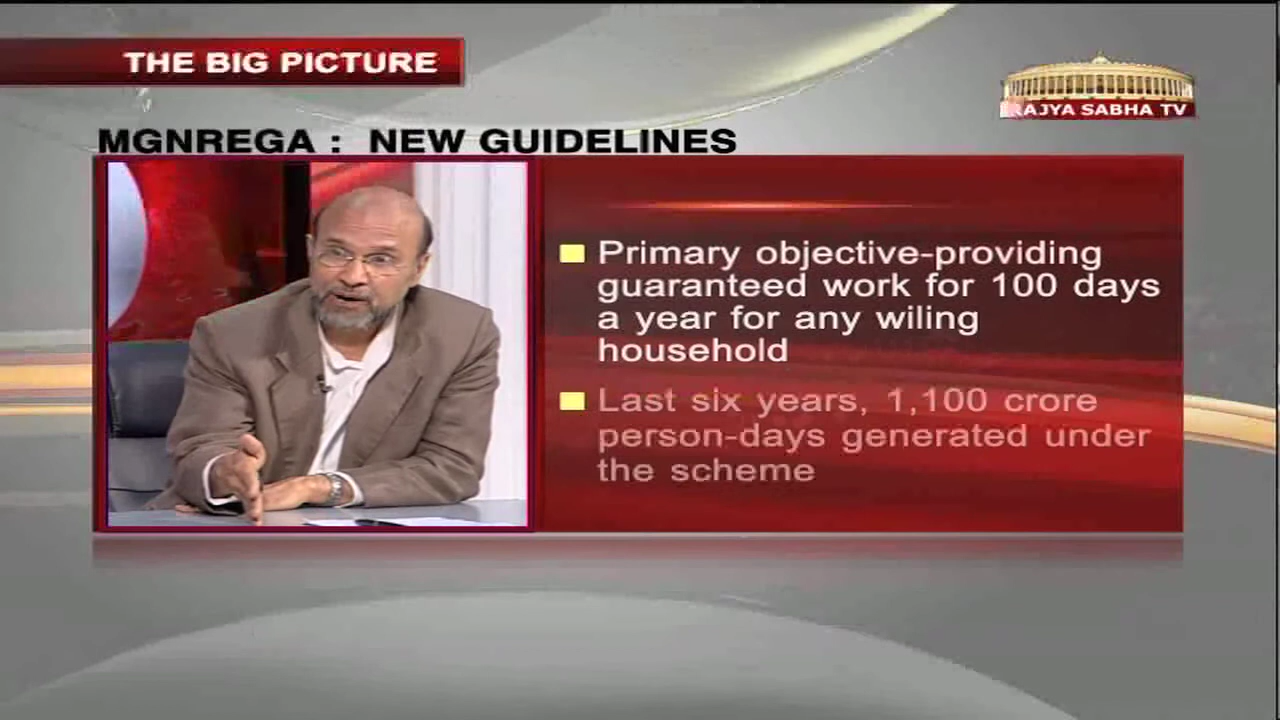 THE BIG PICTURE
RAJYA SABHA TV
MGNREGA : NEW GUIDELINES
Primary objective-providing
guaranteed work for 100 days
a year for any wiling
household
Last six years, 1,100 crore
person-days generated under
the scheme